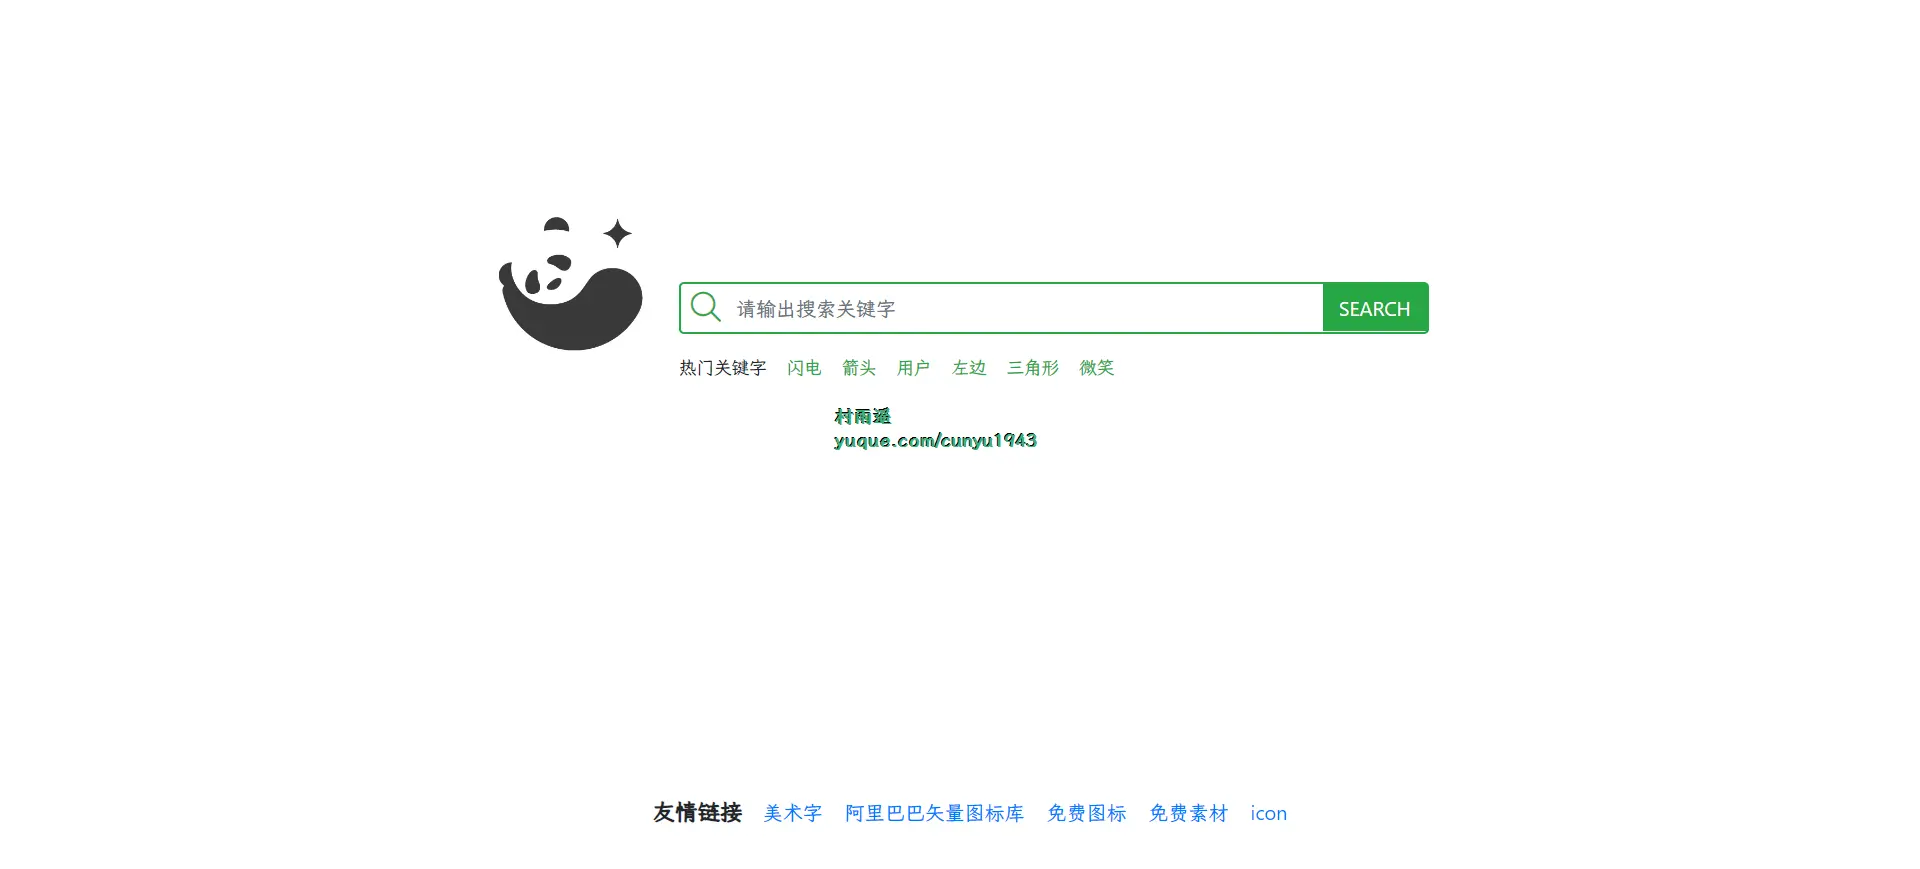 请输出搜索关键字 SEARCH
热门关键字 闪电 箭头 用户 左边 三角形 微笑
村雨遥
yuque.com/cunyu1943
友情链接 美术字 阿里巴巴矢量图标库 免费图标 免费素材 icon